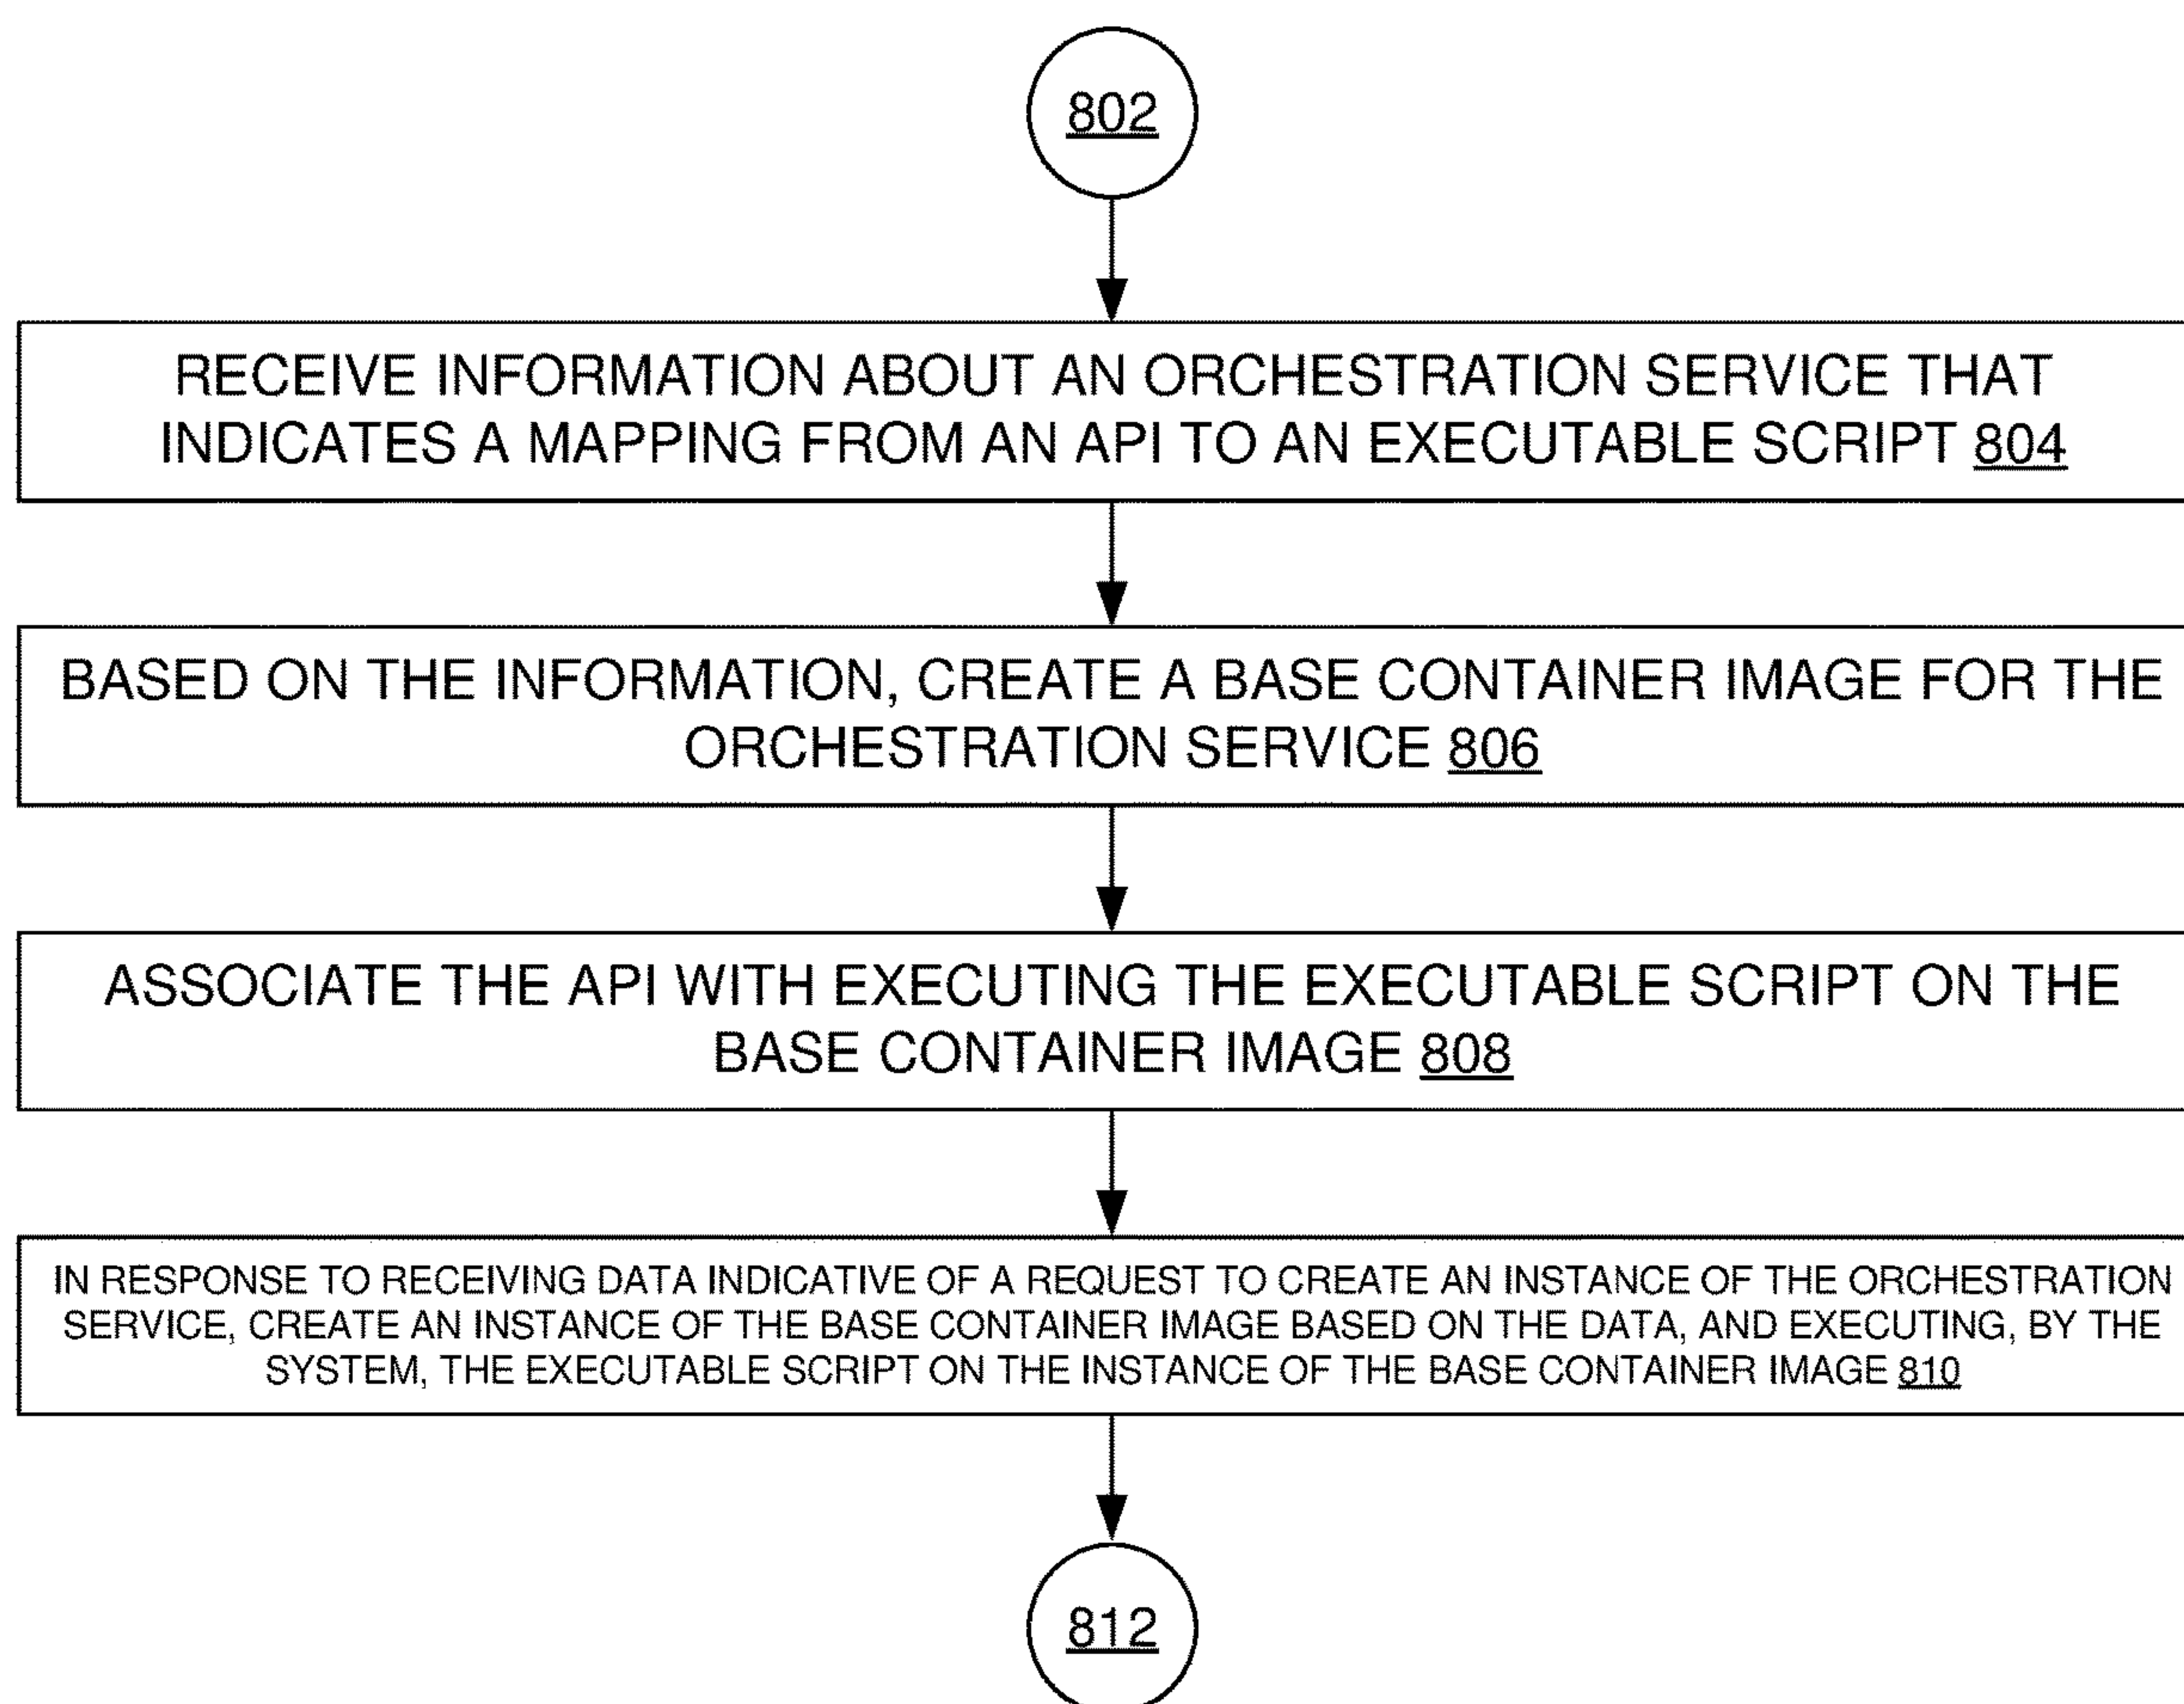 802
RECEIVE INFORMATION ABOUT AN ORCHESTRATION SERVICE THAT
INDICATES A MAPPING FROM AN API TO AN EXECUTABLE SCRIPT 804
BASED ON THE INFORMATION, CREATE A BASE CONTAINER IMAGE FOR THE
ORCHESTRATION SERVICE 806
ASSOCIATE THE API WITH EXECUTING THE EXECUTABLE SCRIPT ON THE
BASE CONTAINER IMAGE 808
IN RESPONSE TO RECEIVING DATA INDICATIVE OF A REQUEST TO CREATE AN INSTANCE OF THE ORCHESTRATION
SERVICE, CREATE AN INSTANCE OF THE BASE CONTAINER IMAGE BASED ON THE DATA, AND EXECUTING, BY THE
SYSTEM, THE EXECUTABLE SCRIPT ON THE INSTANCE OF THE BASE CONTAINER IMAGE 810
812